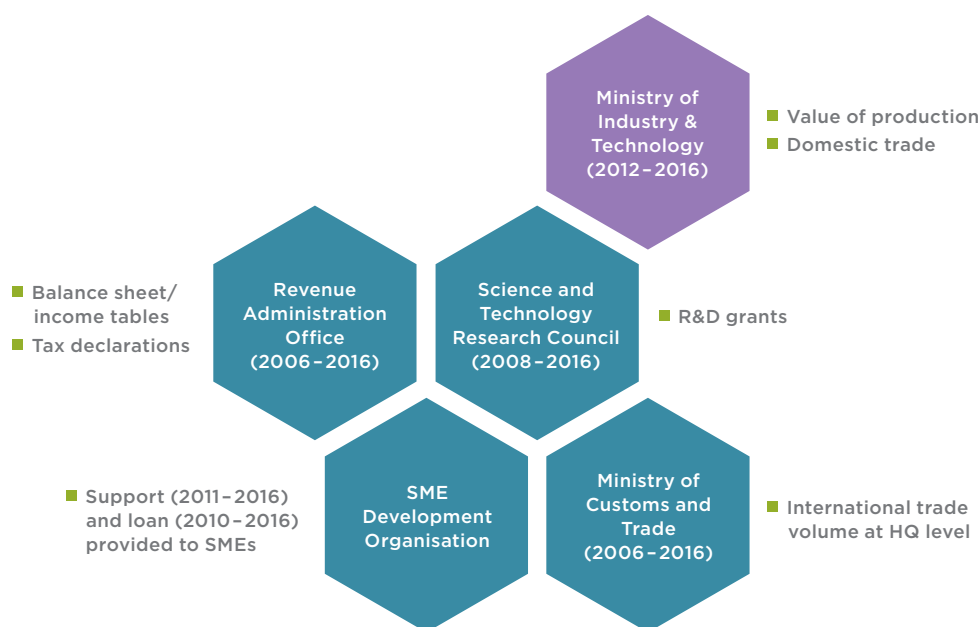 Ministry of
Industry &
Technology
(2012–2016)
Value of production
Domestic trade
Balance sheet/
income tables
Tax declarations
Revenue
Administration
Office
(2006–2016)
Science and
Technology
Research Council
(2008–2016)
R&D grants
Support (2011–2016)
and loan (2010–2016)
provided to SMEs
SME
Development
Organisation
Ministry of
Customs and
Trade
(2006–2016)
International trade
volume at HQ level